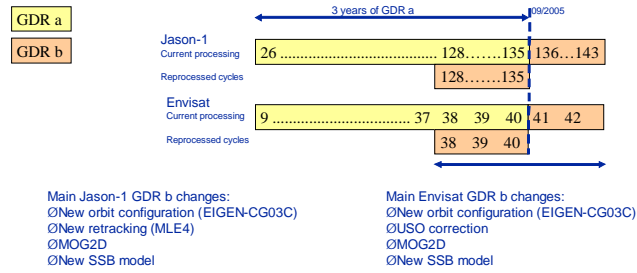 GDR a
GDR b
3 years of GDR a
09/2005
Jason-1
Current processing
26 ................................................ 128…….135 136…143
Reprocessed cycles
128…….135
Envisat
Current processing
9 ........................................ 37 38 39 40 41 42
Reprocessed cycles
38 39 40
Main Jason-1 GDR b changes:
ØNew orbit configuration (EIGEN-CG03C)
ØNew retracking (MLE4)
ØMOG2D
ØNew SSB model
Main Envisat GDR b changes:
ØNew orbit configuration (EIGEN-CG03C)
ØUSO correction
ØMOG2D
ØNew SSB model